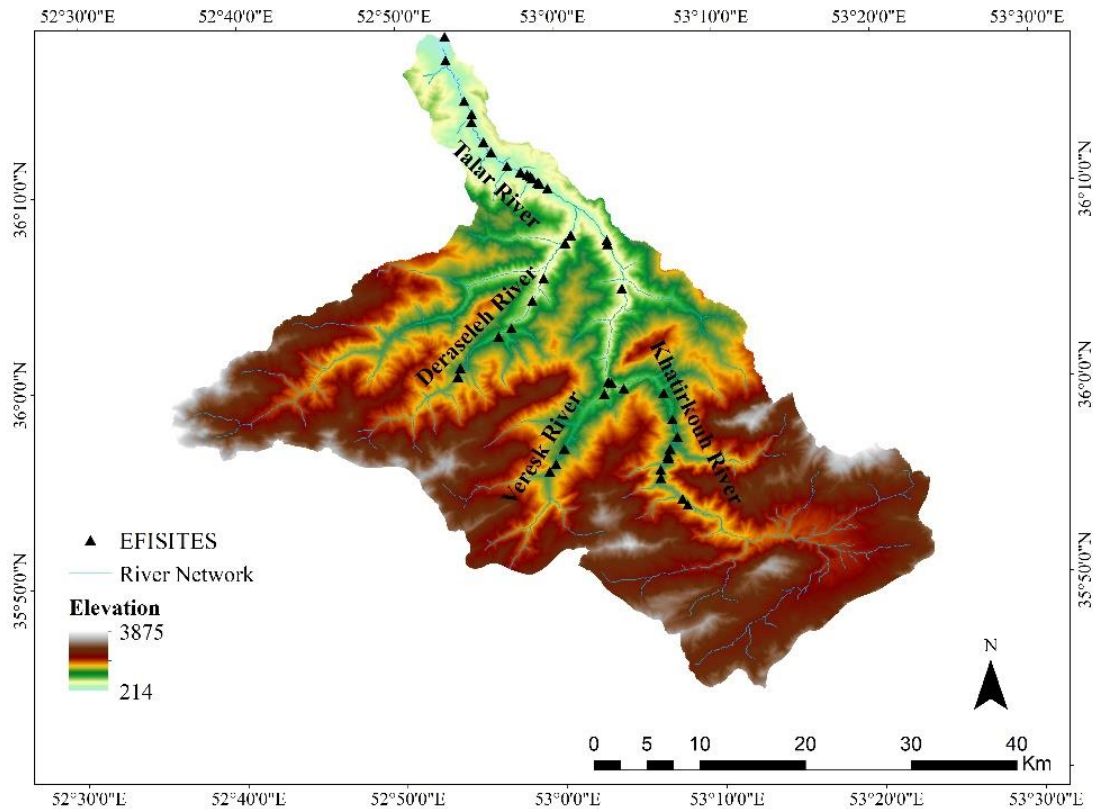 52°30'0"E
52°40'0"E
52°50'0"E
53°0'0"E
53°10'0"E
53°20'0"E
53°30'0"E
36°10'0"N
36°10'0"N
Talar River
Deraseleh River
Khatirkouh River
36°0'0"N
36°0'0"N
Veresk River
EFISITES
River Network
Elevation
3875
214
35°50'0"N
35°50'0"N
N
0 5 10 20 30 40
Km
52°30'0"E
52°40'0"E
52°50'0"E
53°0'0"E
53°10'0"E
53°20'0"E
53°30'0"E